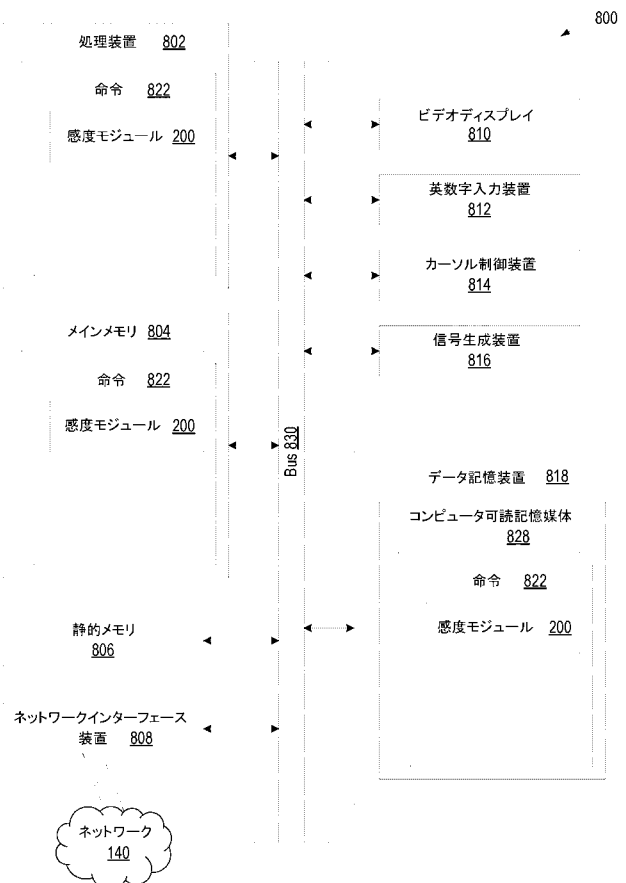 800
処理装置 802
命令 822
感度モジュール 200
メインメモリ 804
命令 822
感度モジュール 200
静的メモリ
806
ネットワークインターフェース
装置 808
ネットワーク
140
Bus 830
ビデオディスプレイ
810
英数字入力装置
812
カーソル制御装置
814
信号生成装置
816
データ記憶装置 818
コンピュータ可読記憶媒体
828
命令 822
感度モジュール 200